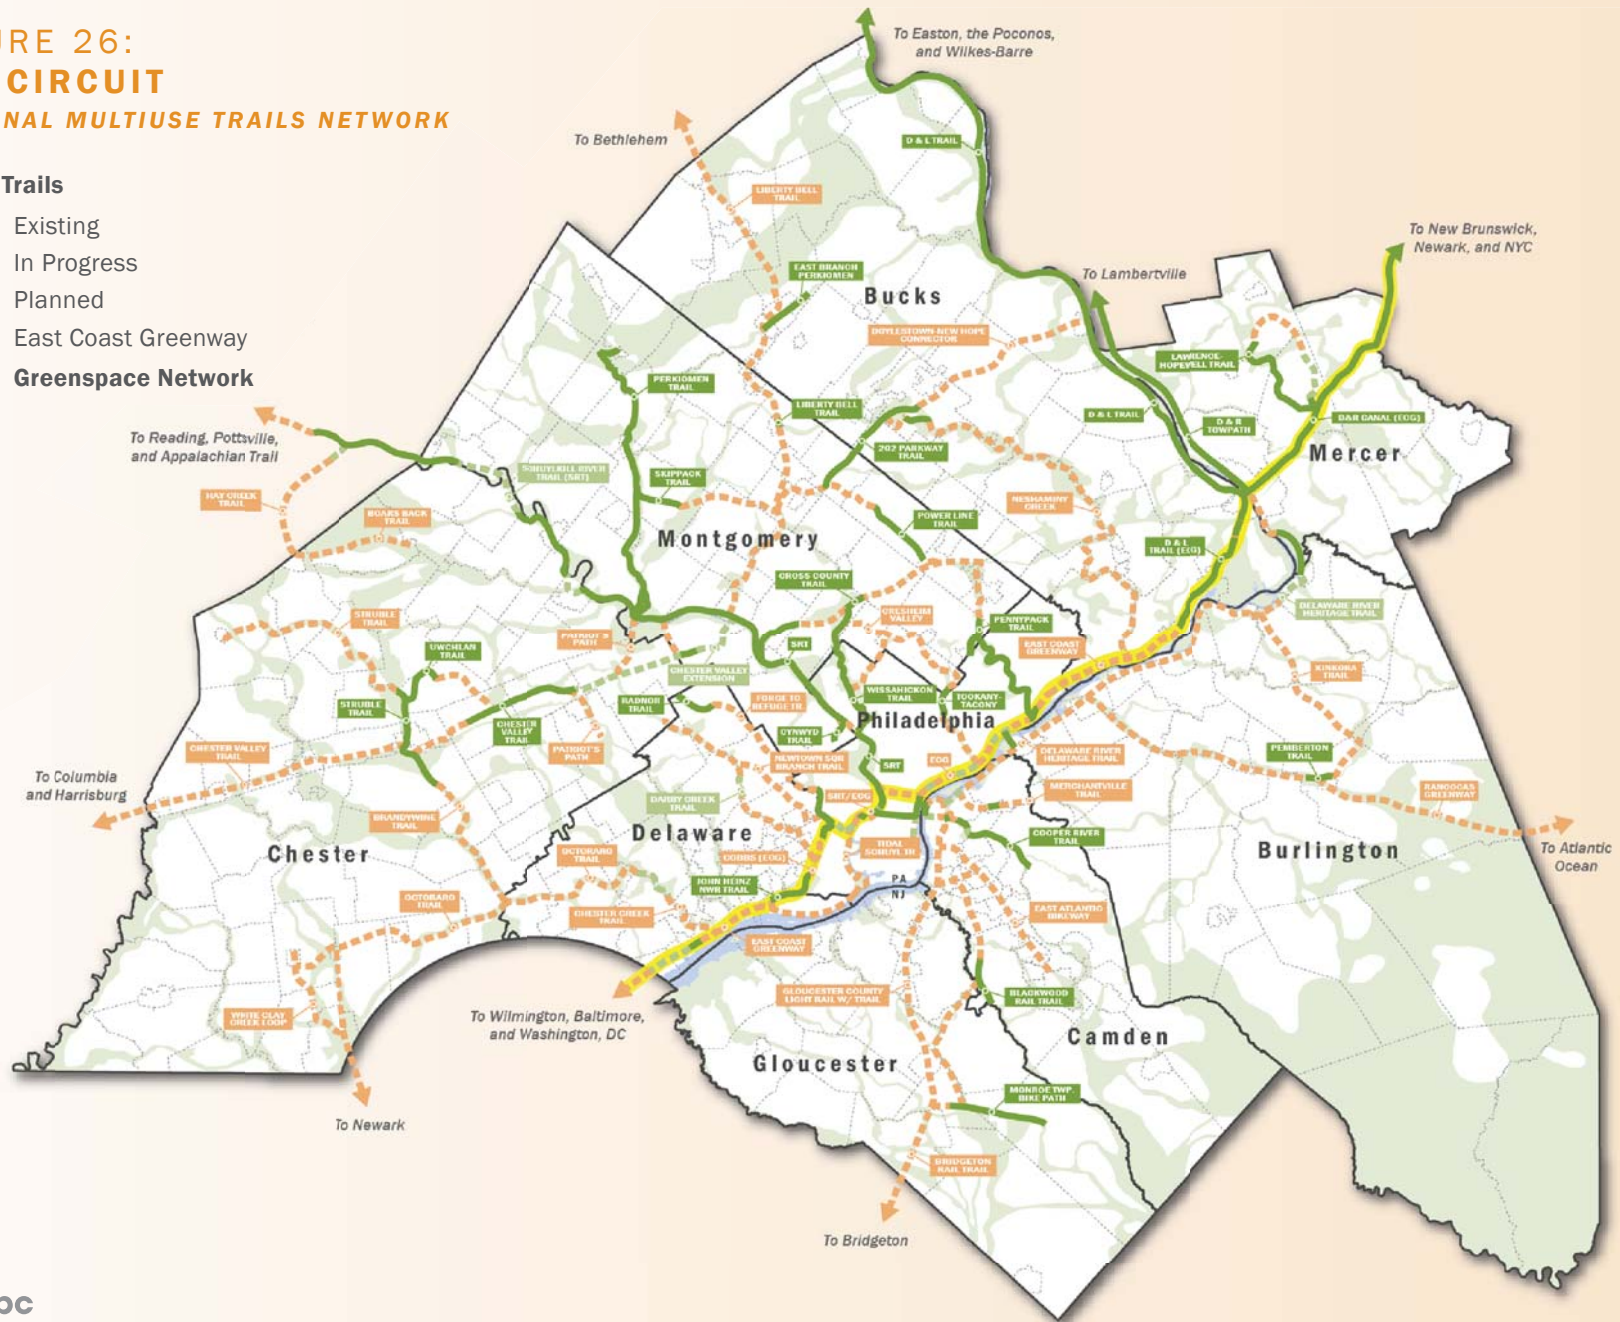 URE 26:
CIRCUIT
NAL MULTIUSE TRAILS NETWORK
Trails
Existing
In Progress
Planned
East Coast Greenway
Greenspace Network
To Easton, the Poconos,
and Wilkes-Barre
To Bethlehem
D & L TRAIL
LIBERTY BELL
TRAIL
To New Brunswick,
Newark, and NYC
EAST BRANCH
PERKIOMEN
Bucks
To Lambertville
DOYLESTOWN-NEW HOPE
CONNECTOR
LAWRENCE-
HOPEWELL TRAIL
PERKIOMEN
TRAIL
LIBERTY BELL
TRAIL
D & L TRAIL
D & R
TOWPATH
D&R CANAL (ECG)
To Reading, Pottsville,
and Appalachian Trail
202 PARKWAY
TRAIL
Mercer
SCHUYLKILL RIVER
TRAIL (SRT)
SKIPPACK
TRAIL
HAY CREEK
TRAIL
BOARS BACK
TRAIL
NESHAMINY
CREEK
POWER LINE
TRAIL
Montgomery
D & L
TRAIL (ECG)
CROSS COUNTY
TRAIL
STRUBLE
TRAIL
CRESHEIM
VALLEY
PENNYPACK
TRAIL
DELAWARE RIVER
HERITAGE TRAIL
PATRIOT'S
PATH
UWCHLAN
TRAIL
SRT
EAST COAST
GREENWAY
CHESTER VALLEY
EXTENSION
KINKORA
TRAIL
STRUBLE
TRAIL
RADNOR
TRAIL
FORGE TO
REFUGE TR.
WISSAHICKON
TRAIL
TOOKANY-
TACONY
Philadelphia
CHESTER
VALLEY
TRAIL
CYNWYD
TRAIL
CHESTER VALLEY
TRAIL
PATRIOT'S
PATH
NEWTOWN SQR
BRANCH TRAIL
SRT
ECG
DELAWARE RIVER
HERITAGE TRAIL
PEMBERTON
TRAIL
To Columbia
and Harrisburg
MERCHANTVILLE
TRAIL
RANCOCAS
GREENWAY
DARBY CREEK
TRAIL
SRT/ECG
BRANDYWINE
TRAIL
Delaware
COOPER RIVER
TRAIL
Chester
OCTORARO
TRAIL
COBBS (ECG)
TIDAL
SCHUYL TR
Burlington
To Atlantic
Ocean
JOHN HEINZ
NWR TRAIL
PA
NJ
OCTORARO
TRAIL
CHESTER CREEK
TRAIL
EAST ATLANTIC
BIKEWAY
EAST COAST
GREENWAY
GLOUCESTER COUNTY
LIGHT RAIL W/ TRAIL
BLACKWOOD
RAIL TRAIL
WHITE CLAY
CREEK LOOP
To Wilmington, Baltimore,
and Washington, DC
Camden
Gloucester
MONROE TWP.
BIKE PATH
To Newark
BRIDGETON
RAIL TRAIL
To Bridgeton
pc